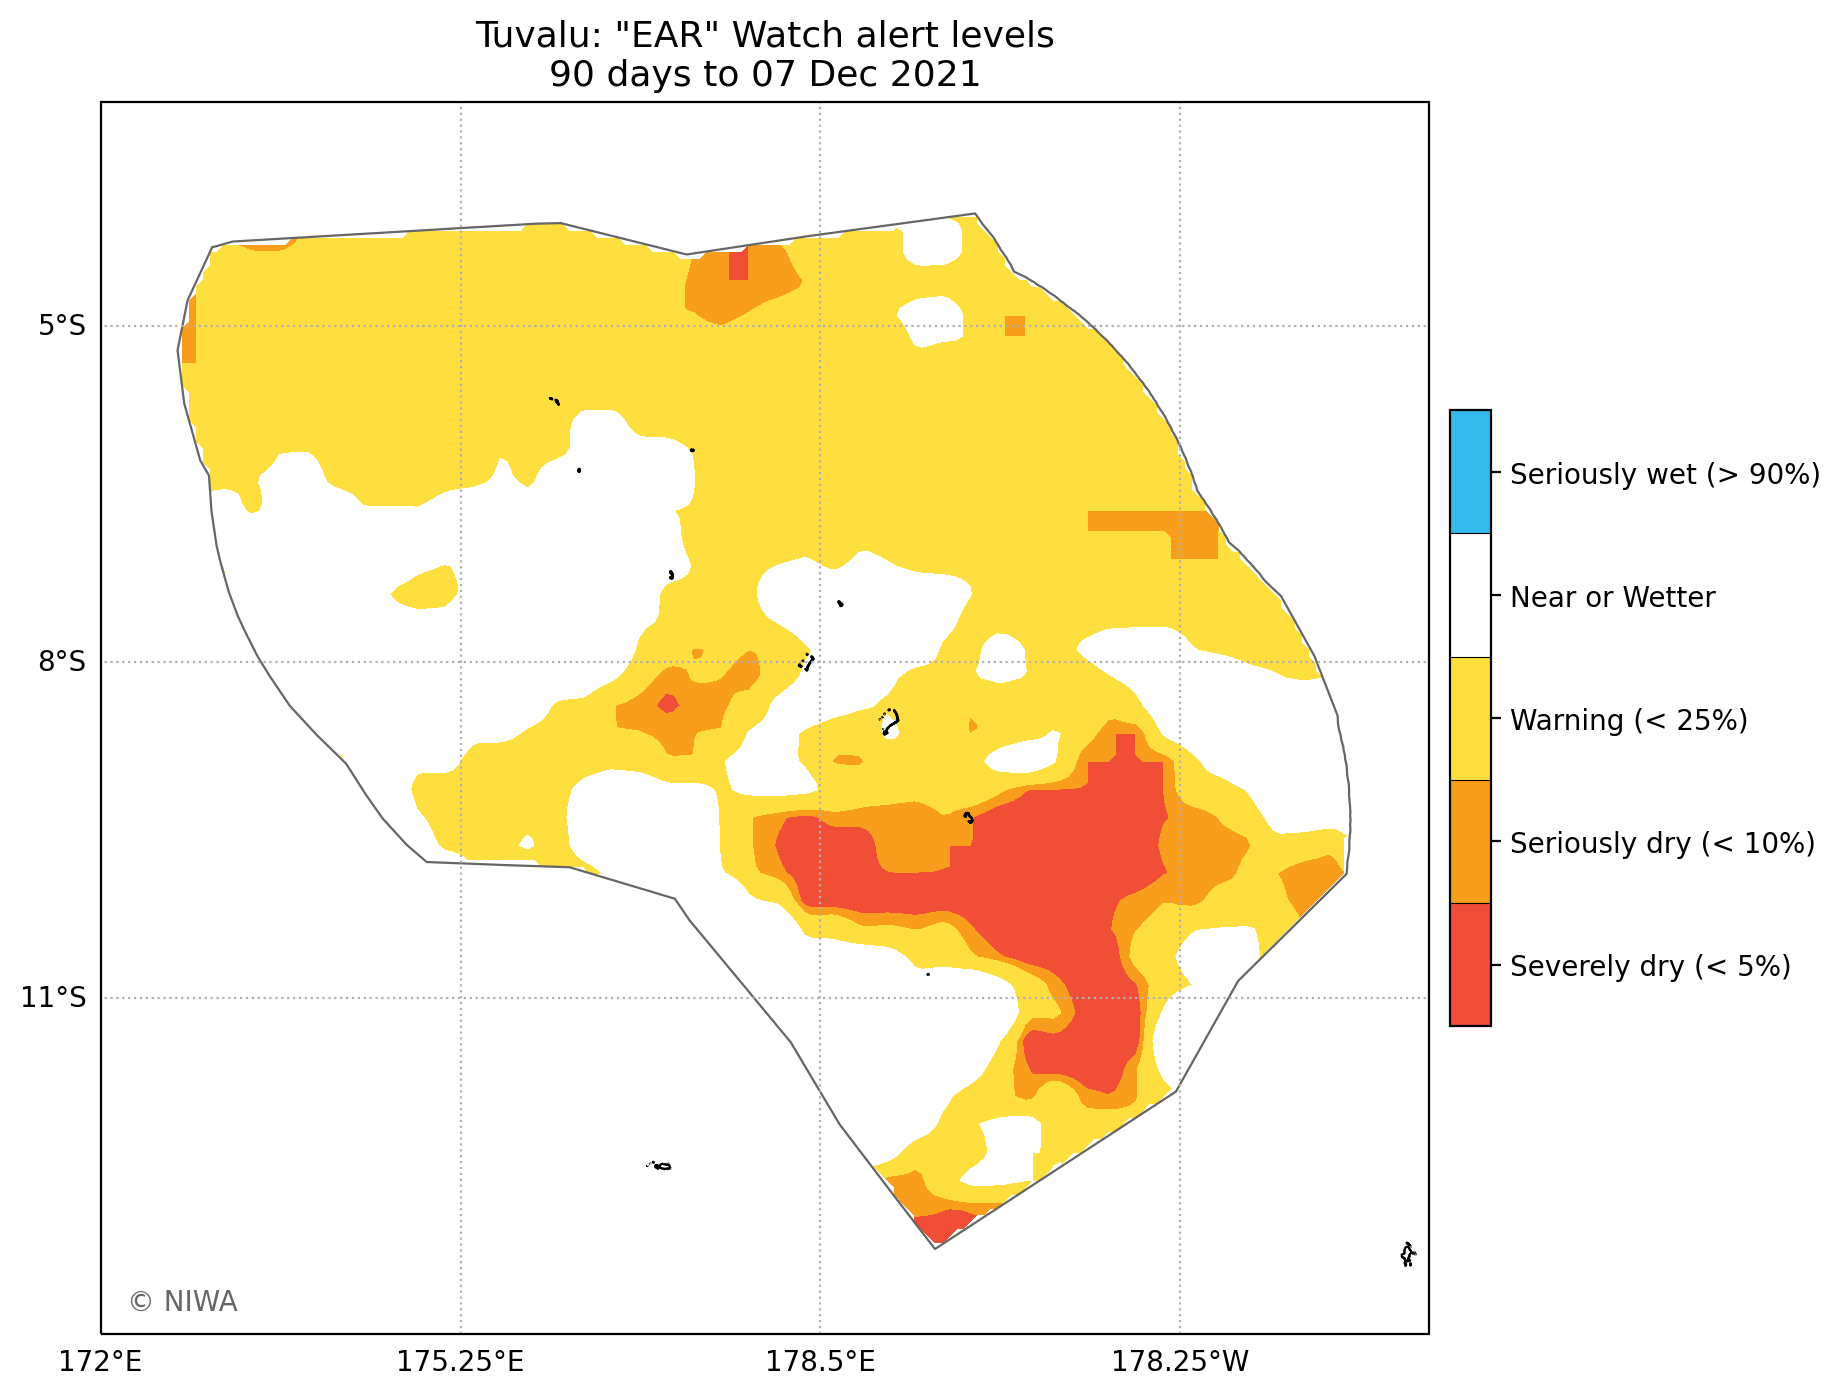 Tuvalu: "EAR" Watch alert levels
90 days to 07 Dec 2021
5°S
8°S
11°S
172°E
175.25°E
178.5°E
178.25°W
Seriously wet (> 90%)
Near or Wetter
Warning (< 25%)
Seriously dry (< 10%)
Severely dry (< 5%)
© NIWA